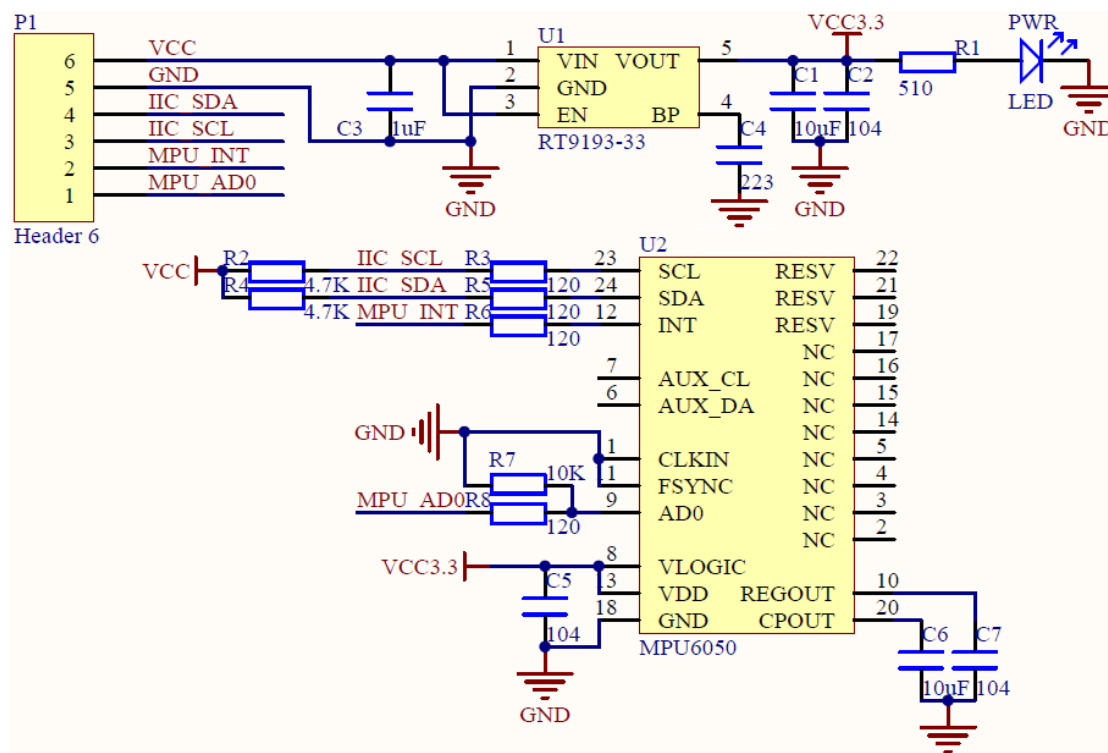 P1
6 VCC
5 GND
4 IIC_SDA
3 IIC_SCL
2 MPU_INT
1 MPU_AD0
Header 6
C3
1uF
U1
1 VIN VOUT 5
2 GND
3 EN BP 4
RT9193-33
C4
223
GND
VCC3.3
C1 C2
10uF 104
GND
R1
510
PWR
LED
GND
VCC
R2 IIC_SCL R3 23
R4 4.7K IIC_SDA R5 120 24
4.7K MPU_INT R6 120 12
120
U2
SCL RESV 22
SDA RESV 21
INT RESV 19
NC 17
7 AUX_CL NC 16
6 AUX_DA NC 15
NC 14
GND 1 CLKIN NC 5
R7 10K 11 FSYNC NC 4
MPU_AD0 R8 9 AD0 NC 3
120 NC 2
VCC3.3 8 VLOGIC
C5 13 VDD REGOUT 10
104 18 GND CPOUT 20
MPU6050
GND
C6 C7
10uF 104
GND